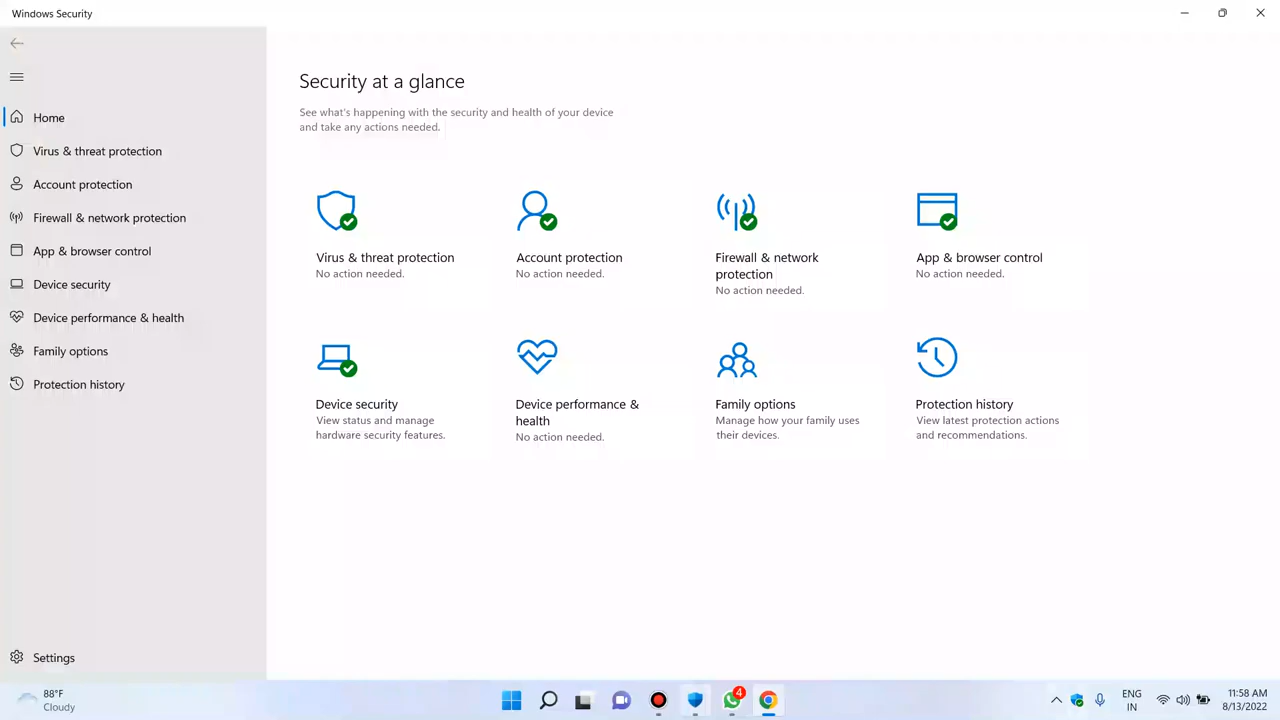 Windows Security
Home
Virus & threat protection
Account protection
Firewall & network protection
App & browser control
Device security
Device performance & health
Family options
Protection history
Settings
Security at a glance
See what's happening with the security and health of your device
and take any actions needed.
Virus & threat protection
No action needed.
Account protection
No action needed.
Firewall & network
protection
No action needed.
App & browser control
No action needed.
Device security
View status and manage
hardware security features.
Device performance &
health
No action needed.
Family options
Manage how your family uses
their devices.
Protection history
View latest protection actions
and recommendations.
88°F
Cloudy
4
ENG
IN
11:58 AM
8/13/2022